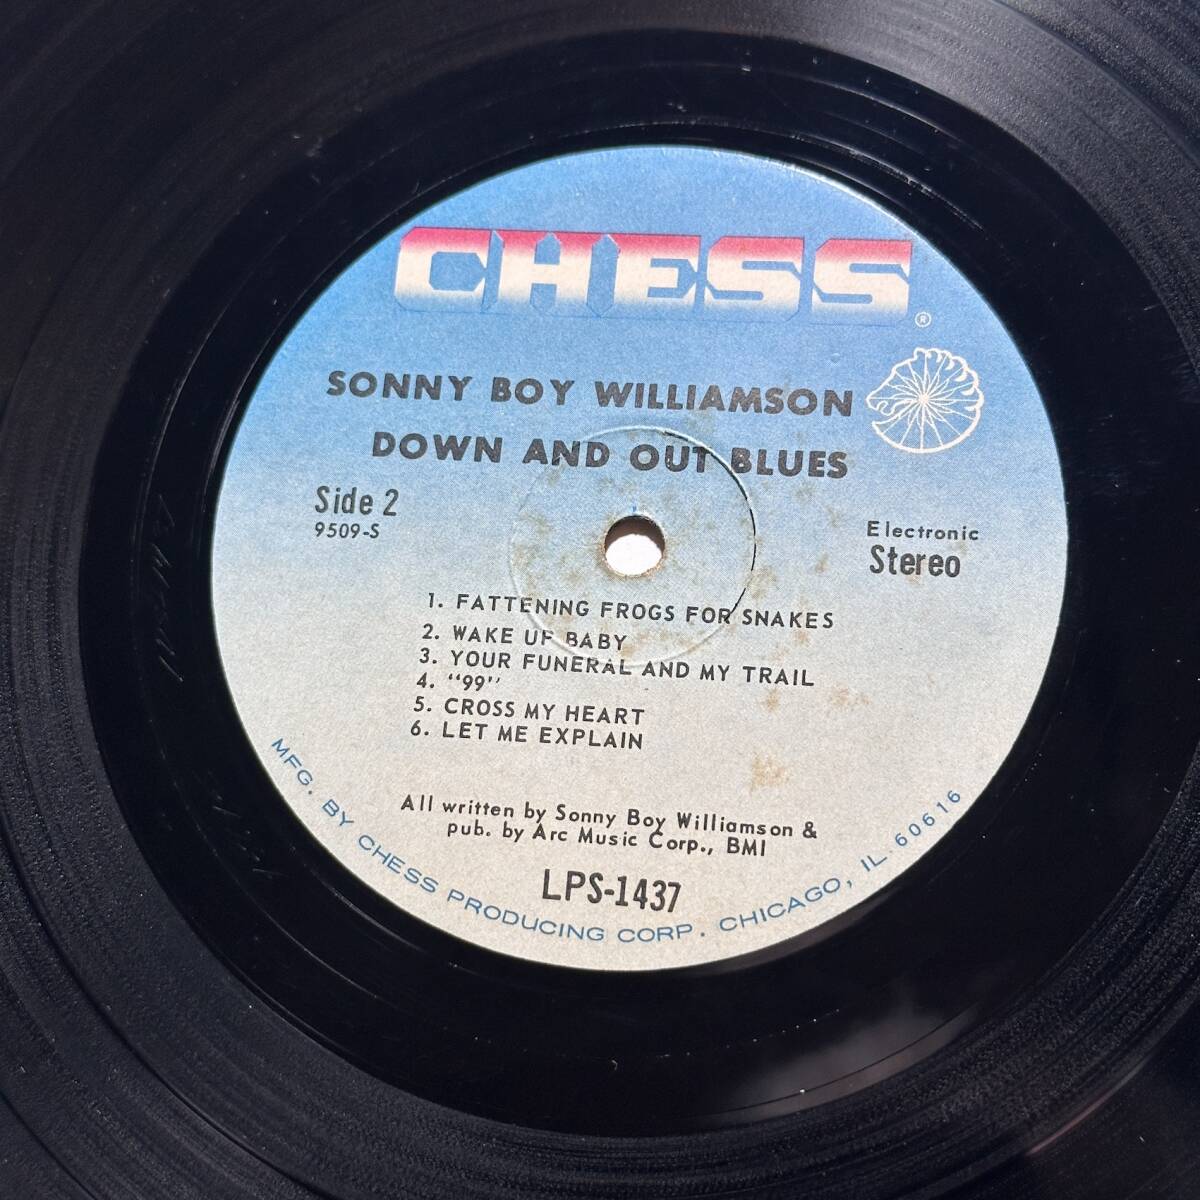 CHESS
®
SONNY BOY WILLIAMSON
DOWN AND OUT BLUES
Side 2
9509-S
Electronic
Stereo
1. FATTENING FROGS FOR SNAKES
2. WAKE UP BABY
3. YOUR FUNERAL AND MY TRAIL
4. "99"
5. CROSS MY HEART
6. LET ME EXPLAIN
All written by Sonny Boy Williamson &
pub. by Arc Music Corp., BMI
LPS-1437
MFG. BY CHESS PRODUCING CORP. CHICAGO, IL. 60616